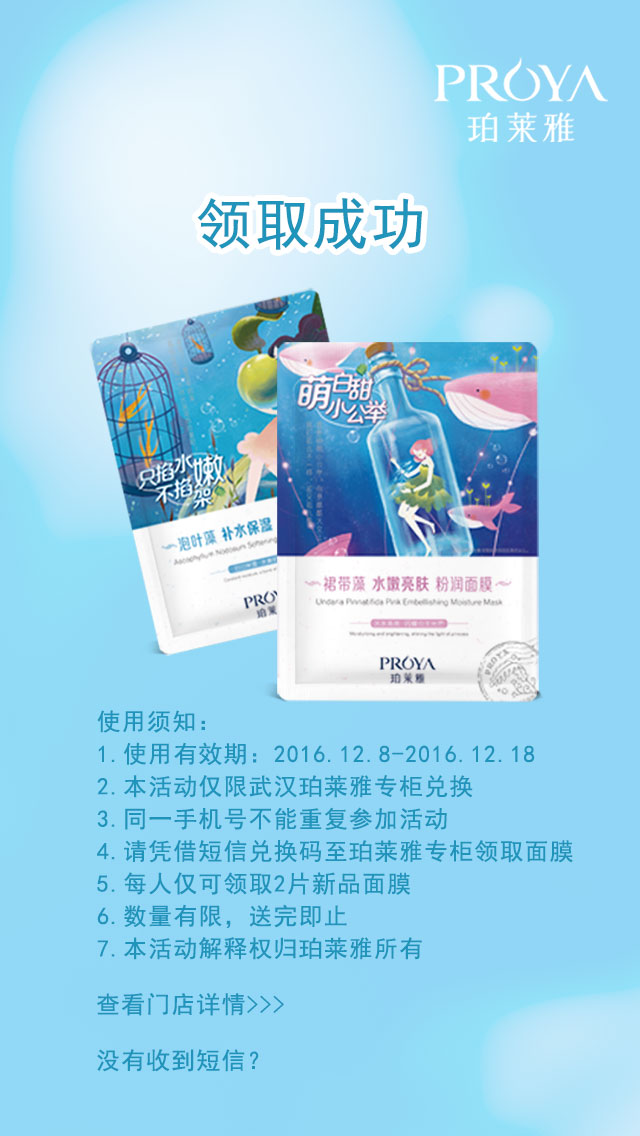 PROYA
珀莱雅
领取成功
只掐水
不掐架
嫩
泡叶藻 补水保湿
Ascophyllum Nodosum Softening
PROYA
珀莱
萌白甜
小公举
裙带藻 水嫩亮肤 粉润面膜
Undaria Pinnatifida Pink Embellishing Moisture Mask
PROYA
珀莱雅
PROYA
使用须知：
1.使用有效期：2016.12.8-2016.12.18
2.本活动仅限武汉珀莱雅专柜兑换
3.同一手机号不能重复参加活动
4.请凭借短信兑换码至珀莱雅专柜领取面膜
5.每人仅可领取2片新品面膜
6.数量有限，送完即止
7.本活动解释权归珀莱雅所有
查看门店详情>>>
没有收到短信？